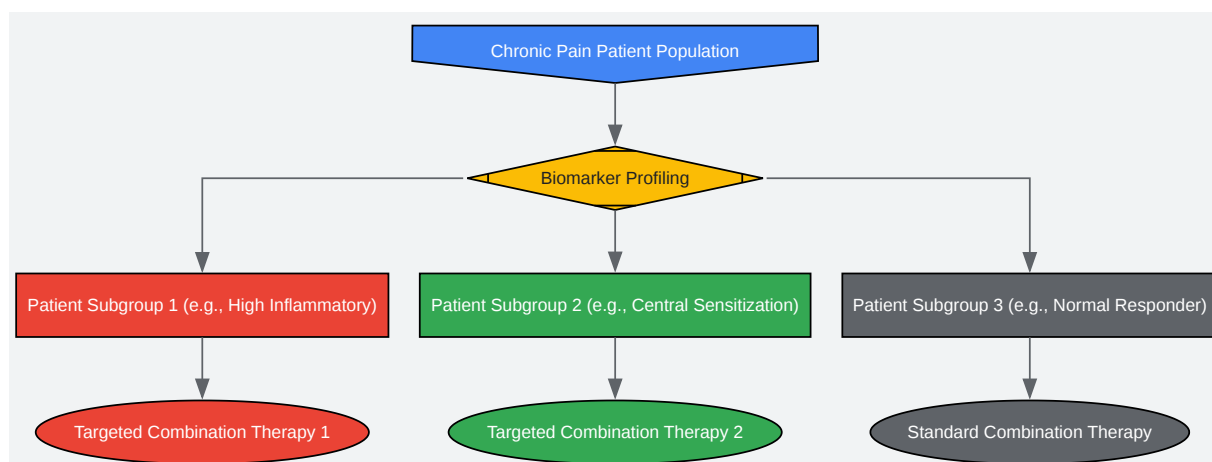 Chronic Pain Patient Population
Biomarker Profiling
Patient Subgroup 1 (e.g., High Inflammatory)
Patient Subgroup 2 (e.g., Central Sensitization)
Patient Subgroup 3 (e.g., Normal Responder)
Targeted Combination Therapy 1
Targeted Combination Therapy 2
Standard Combination Therapy